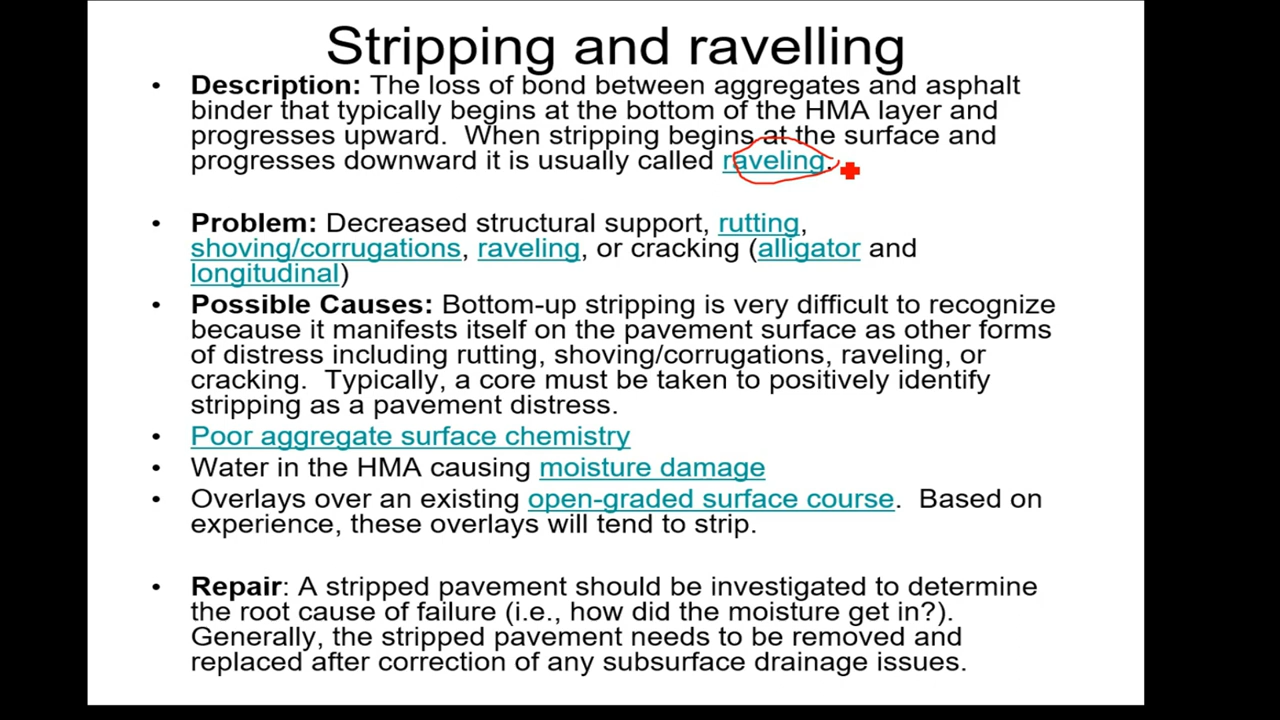 Stripping and ravelling
• Description: The loss of bond between aggregates and asphalt
binder that typically begins at the bottom of the HMA layer and
progresses upward. When stripping begins at the surface and
progresses downward it is usually called raveling.
• Problem: Decreased structural support, rutting,
shoving/corrugations, raveling, or cracking (alligator and
longitudinal)
• Possible Causes: Bottom-up stripping is very difficult to recognize
because it manifests itself on the pavement surface as other forms
of distress including rutting, shoving/corrugations, raveling, or
cracking. Typically, a core must be taken to positively identify
stripping as a pavement distress.
• Poor aggregate surface chemistry
• Water in the HMA causing moisture damage
• Overlays over an existing open-graded surface course. Based on
experience, these overlays will tend to strip.
• Repair: A stripped pavement should be investigated to determine
the root cause of failure (i.e., how did the moisture get in?).
Generally, the stripped pavement needs to be removed and
replaced after correction of any subsurface drainage issues.